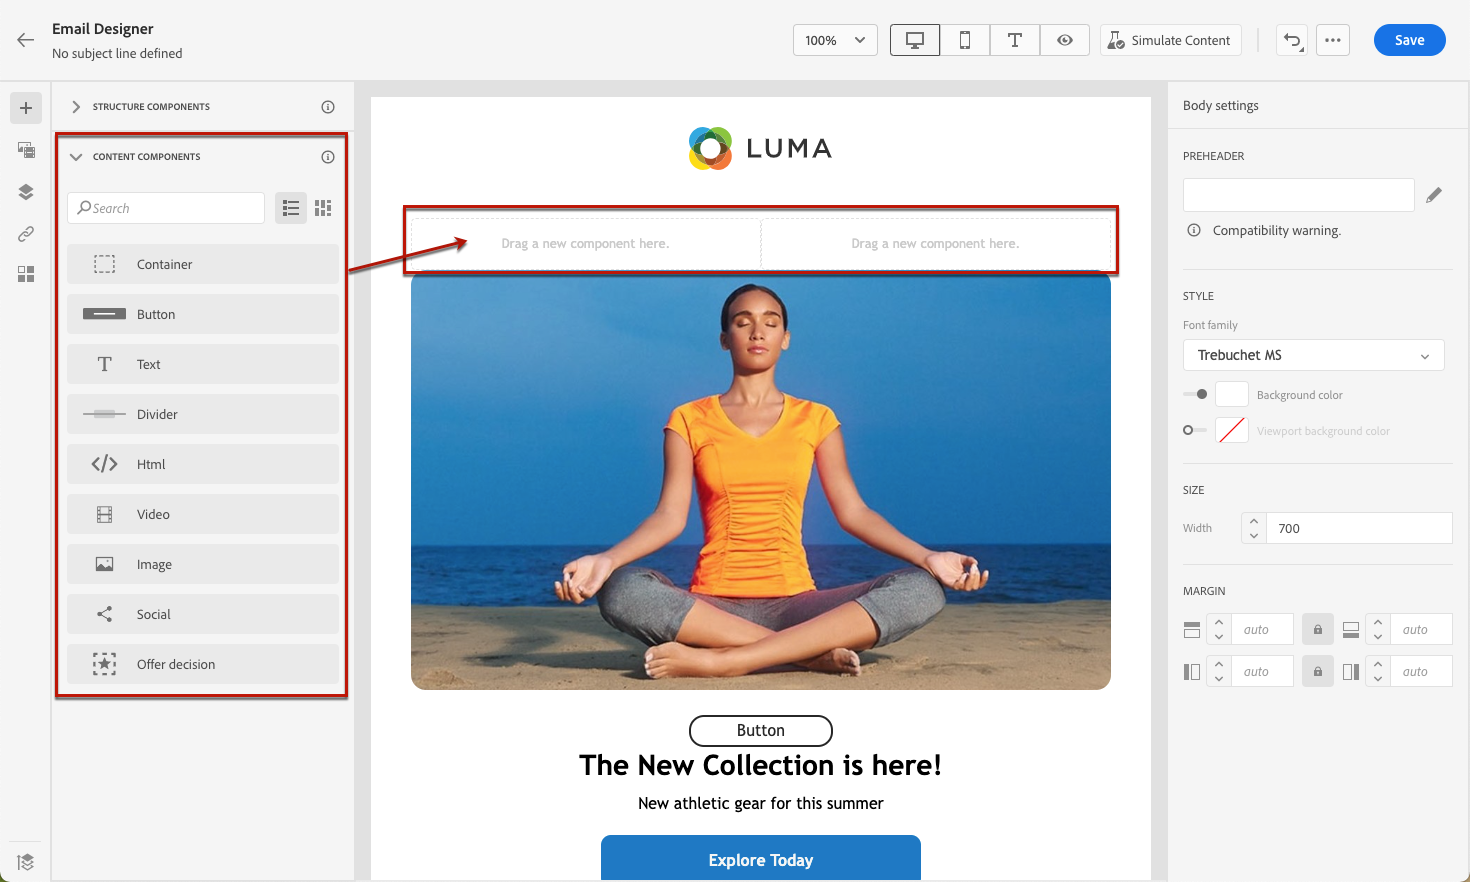 Email Designer
No subject line defined
100%
Simulate Content
Save
STRUCTURE COMPONENTS
CONTENT COMPONENTS
Search
Container
Button
Text
Divider
Html
Video
Image
Social
Offer decision
LUMA
Drag a new component here.
Drag a new component here.
Button
The New Collection is here!
New athletic gear for this summer
Explore Today
Body settings
PREHEADER
Compatibility warning.
STYLE
Font family
Trebuchet MS
Background color
Viewport background color
SIZE
Width
700
MARGIN
auto
auto
auto
auto